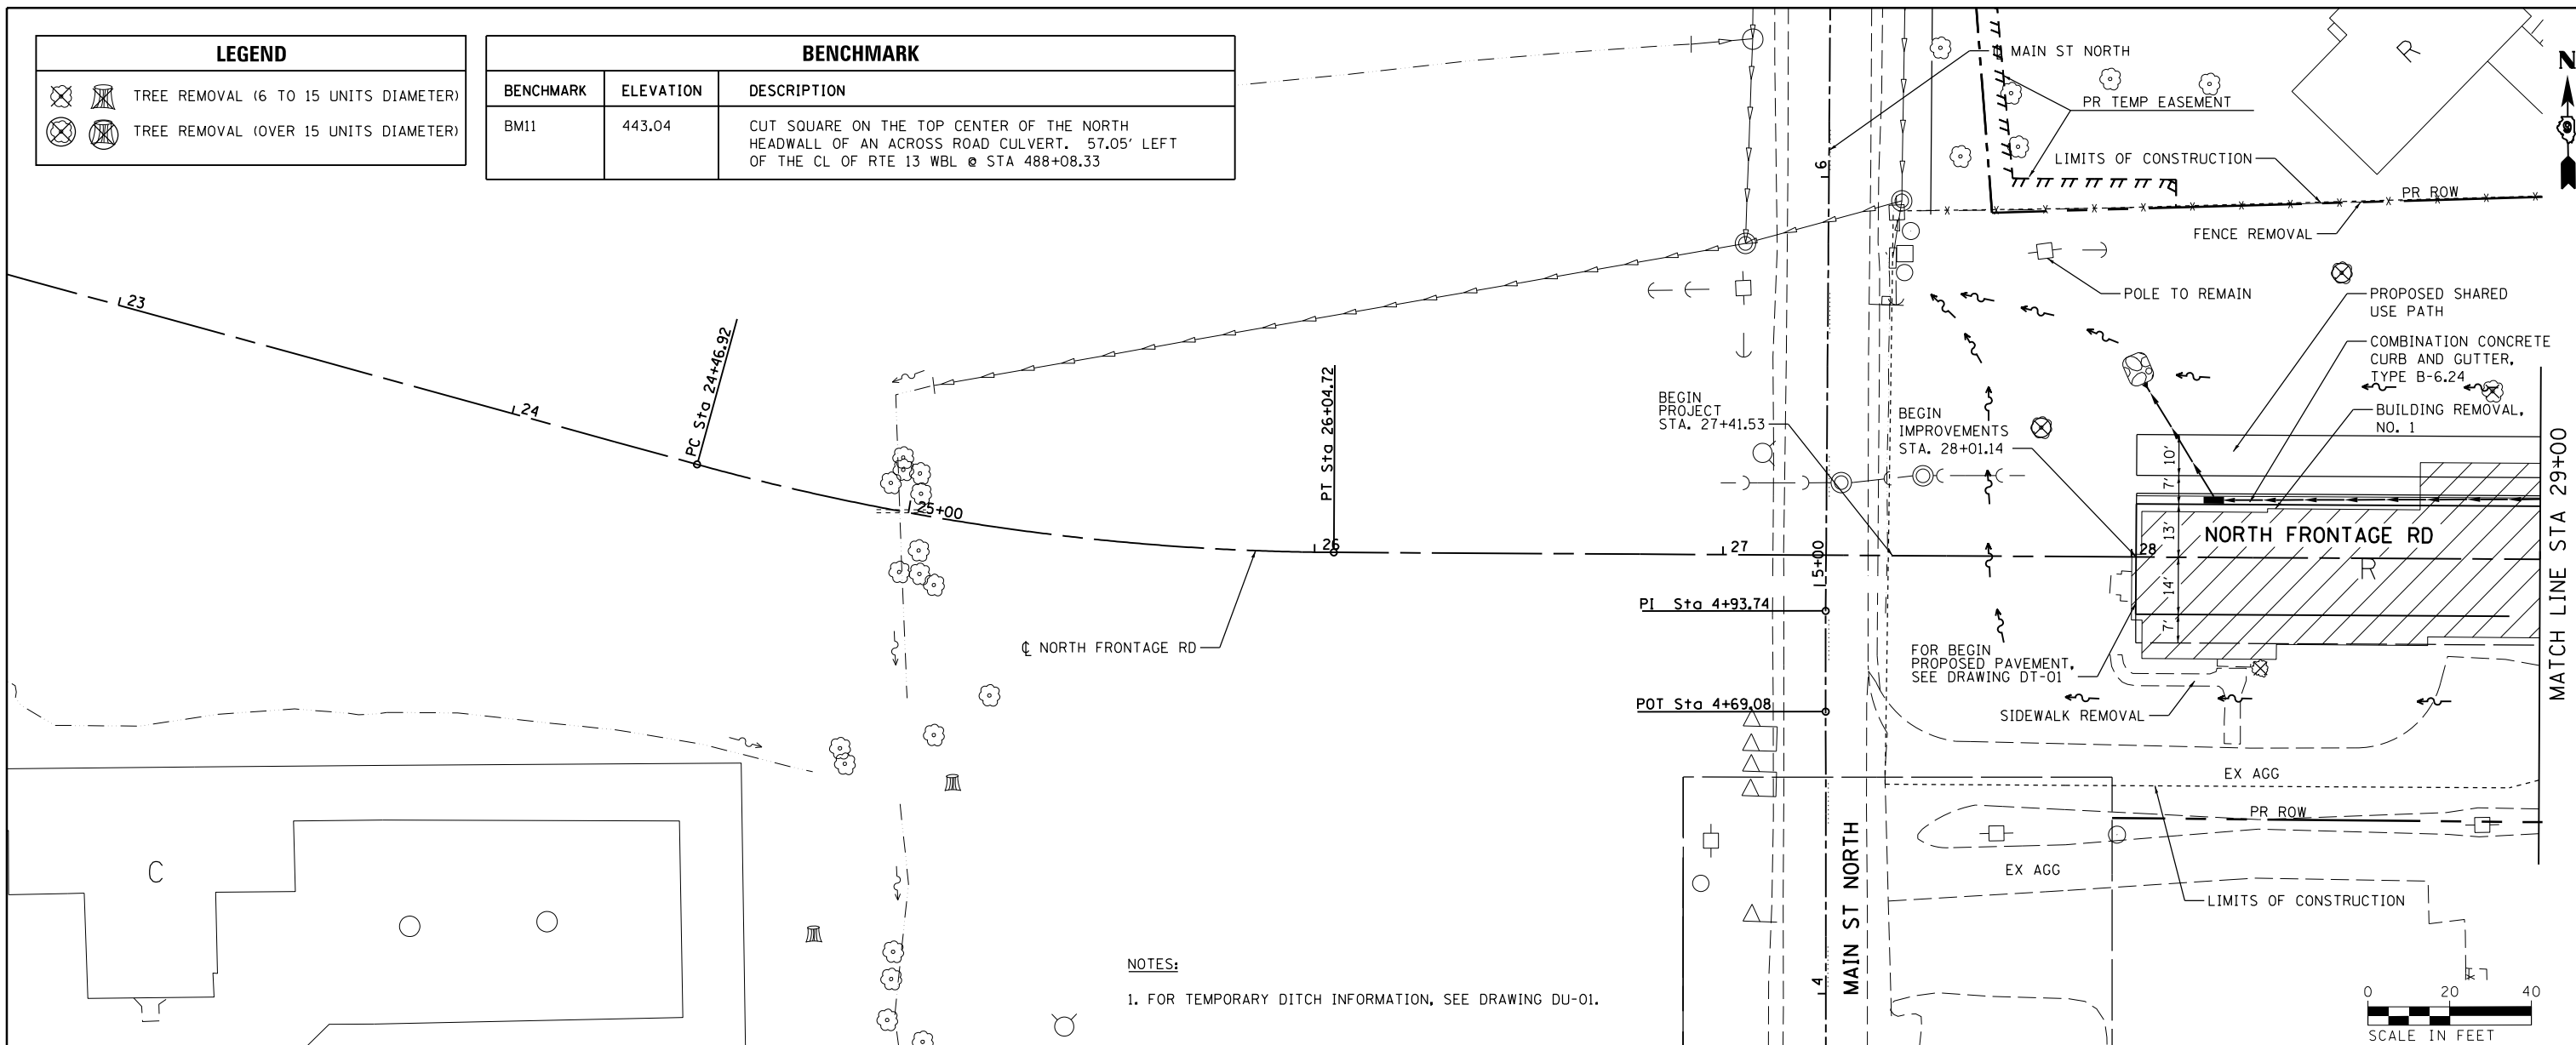 LEGEND
TREE REMOVAL (6 TO 15 UNITS DIAMETER)
TREE REMOVAL (OVER 15 UNITS DIAMETER)
BENCHMARK
BENCHMARK ELEVATION DESCRIPTION
BM11 443.04 CUT SQUARE ON THE TOP CENTER OF THE NORTH
HEADWALL OF AN ACROSS ROAD CULVERT. 57.05' LEFT
OF THE CL OF RTE 13 WBL @ STA 488+08.33
℄ MAIN ST NORTH
PR TEMP EASEMENT
LIMITS OF CONSTRUCTION
PR ROW
FENCE REMOVAL
R
N
6
23
24
PC Sta 24+46.92
25+00
PT Sta 26+04.72
26
27
28
5+00
4
POLE TO REMAIN
PROPOSED SHARED
USE PATH
COMBINATION CONCRETE
CURB AND GUTTER,
TYPE B-6.24
BUILDING REMOVAL,
NO. 1
BEGIN
PROJECT
STA. 27+41.53
BEGIN
IMPROVEMENTS
STA. 28+01.14
10'
7'
13'
14'
7'
NORTH FRONTAGE RD
R
MATCH LINE STA 29+00
PI Sta 4+93.74
℄ NORTH FRONTAGE RD
FOR BEGIN
PROPOSED PAVEMENT,
SEE DRAWING DT-01
POT Sta 4+69.08
SIDEWALK REMOVAL
EX AGG
PR ROW
EX AGG
LIMITS OF CONSTRUCTION
MAIN ST NORTH
C
NOTES:
1. FOR TEMPORARY DITCH INFORMATION, SEE DRAWING DU-01.
0 20 40
SCALE IN FEET